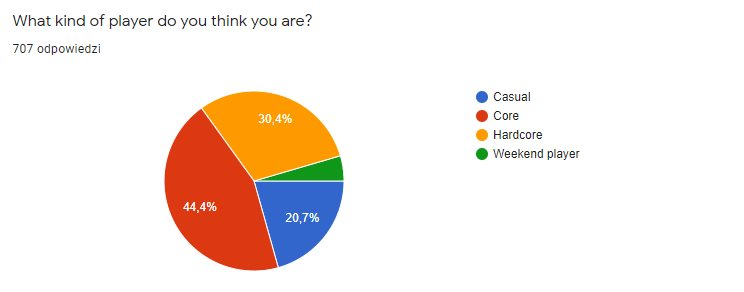 What kind of player do you think you are?
707 odpowiedzi
30,4%
44,4%
20,7%
Casual
Core
Hardcore
Weekend player